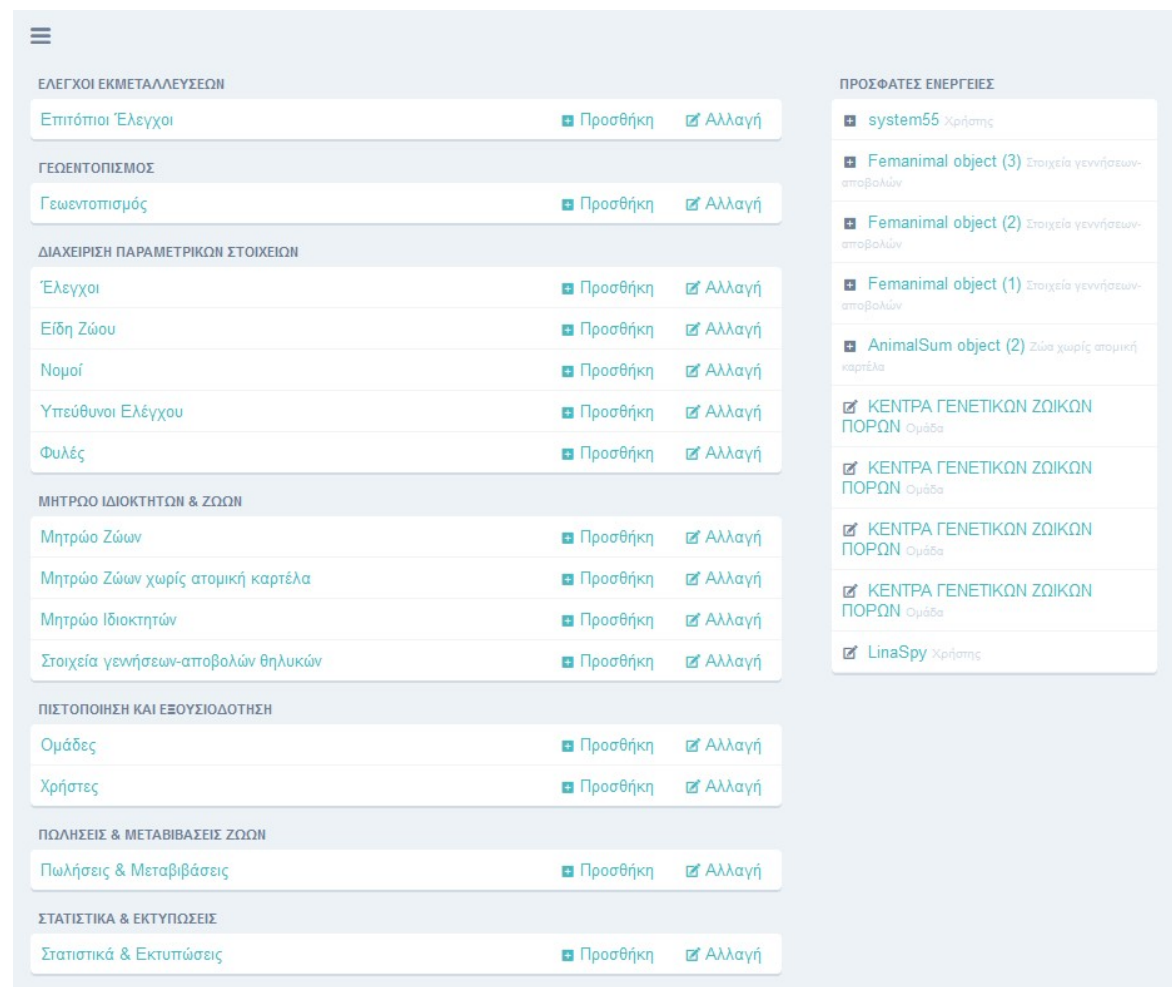 ΕΛΕΓΧΟΙ ΕΚΜΕΤΑΛΛΕΥΣΕΩΝ
Επιτόπιοι Έλεγχοι Προσθήκη Αλλαγή
ΓΕΩΕΝΤΟΠΙΣΜΟΣ
Γεωεντοπισμός Προσθήκη Αλλαγή
ΔΙΑΧΕΙΡΙΣΗ ΠΑΡΑΜΕΤΡΙΚΩΝ ΣΤΟΙΧΕΙΩΝ
Έλεγχοι Προσθήκη Αλλαγή
Είδη Ζώου Προσθήκη Αλλαγή
Νομοί Προσθήκη Αλλαγή
Υπεύθυνοι Ελέγχου Προσθήκη Αλλαγή
Φυλές Προσθήκη Αλλαγή
ΜΗΤΡΩΟ ΙΔΙΟΚΤΗΤΩΝ & ΖΩΩΝ
Μητρώο Ζώων Προσθήκη Αλλαγή
Μητρώο Ζώων χωρίς ατομική καρτέλα Προσθήκη Αλλαγή
Μητρώο Ιδιοκτητών Προσθήκη Αλλαγή
Στοιχεία γεννήσεων-αποβολών θηλυκών Προσθήκη Αλλαγή
ΠΙΣΤΟΠΟΙΗΣΗ ΚΑΙ ΕΞΟΥΣΙΟΔΟΤΗΣΗ
Ομάδες Προσθήκη Αλλαγή
Χρήστες Προσθήκη Αλλαγή
ΠΩΛΗΣΕΙΣ & ΜΕΤΑΒΙΒΑΣΕΙΣ ΖΩΩΝ
Πωλήσεις & Μεταβιβάσεις Προσθήκη Αλλαγή
ΣΤΑΤΙΣΤΙΚΑ & ΕΚΤΥΠΩΣΕΙΣ
Στατιστικά & Εκτυπώσεις Προσθήκη Αλλαγή
ΠΡΟΣΦΑΤΕΣ ΕΝΕΡΓΕΙΕΣ
system55 Χρήστης
Femanimal object (3) Στοιχεία γεννήσεων-
αποβολών
Femanimal object (2) Στοιχεία γεννήσεων-
αποβολών
Femanimal object (1) Στοιχεία γεννήσεων-
αποβολών
AnimalSum object (2) Ζώα χωρίς ατομική
καρτέλα
ΚΕΝΤΡΑ ΓΕΝΕΤΙΚΩΝ ΖΩΙΚΩΝ
ΠΟΡΩΝ Ομάδα
ΚΕΝΤΡΑ ΓΕΝΕΤΙΚΩΝ ΖΩΙΚΩΝ
ΠΟΡΩΝ Ομάδα
ΚΕΝΤΡΑ ΓΕΝΕΤΙΚΩΝ ΖΩΙΚΩΝ
ΠΟΡΩΝ Ομάδα
ΚΕΝΤΡΑ ΓΕΝΕΤΙΚΩΝ ΖΩΙΚΩΝ
ΠΟΡΩΝ Ομάδα
LinaSpy Χρήστης